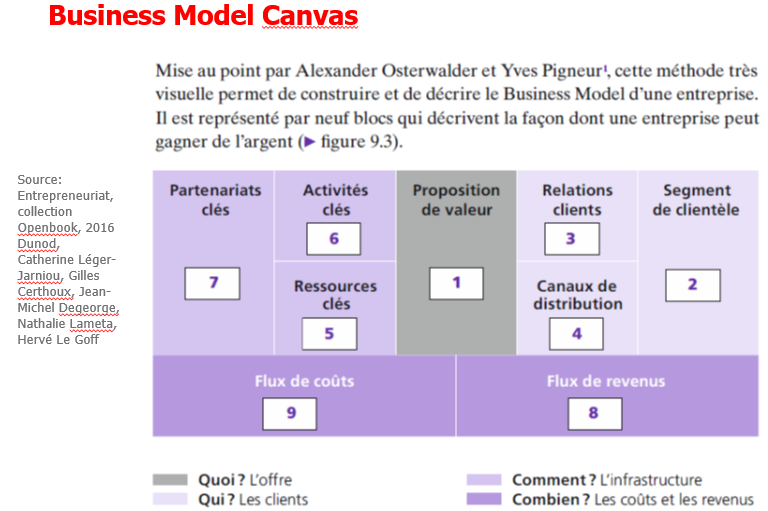 Business Model Canvas
Mise au point par Alexander Osterwalder et Yves Pigneur¹, cette méthode très
visuelle permet de construire et de décrire le Business Model d'une entreprise.
Il est représenté par neuf blocs qui décrivent la façon dont une entreprise peut
gagner de l'argent (► figure 9.3).
Source:
Entrepreneuriat,
collection
Openbook, 2016
Dunod,
Catherine Léger-
Jarniou, Gilles
Certhoux, Jean-
Michel Degeorge,
Nathalie Lameta,
Hervé Le Goff
Partenariats
clés
7
Activités
clés
6
Ressources
clés
5
Proposition
de valeur
1
Relations
clients
3
Canaux de
distribution
4
Segment
de clientèle
2
Flux de coûts
9
Flux de revenus
8
Quoi ? L'offre
Qui ? Les clients
Comment ? L'infrastructure
Combien ? Les coûts et les revenus